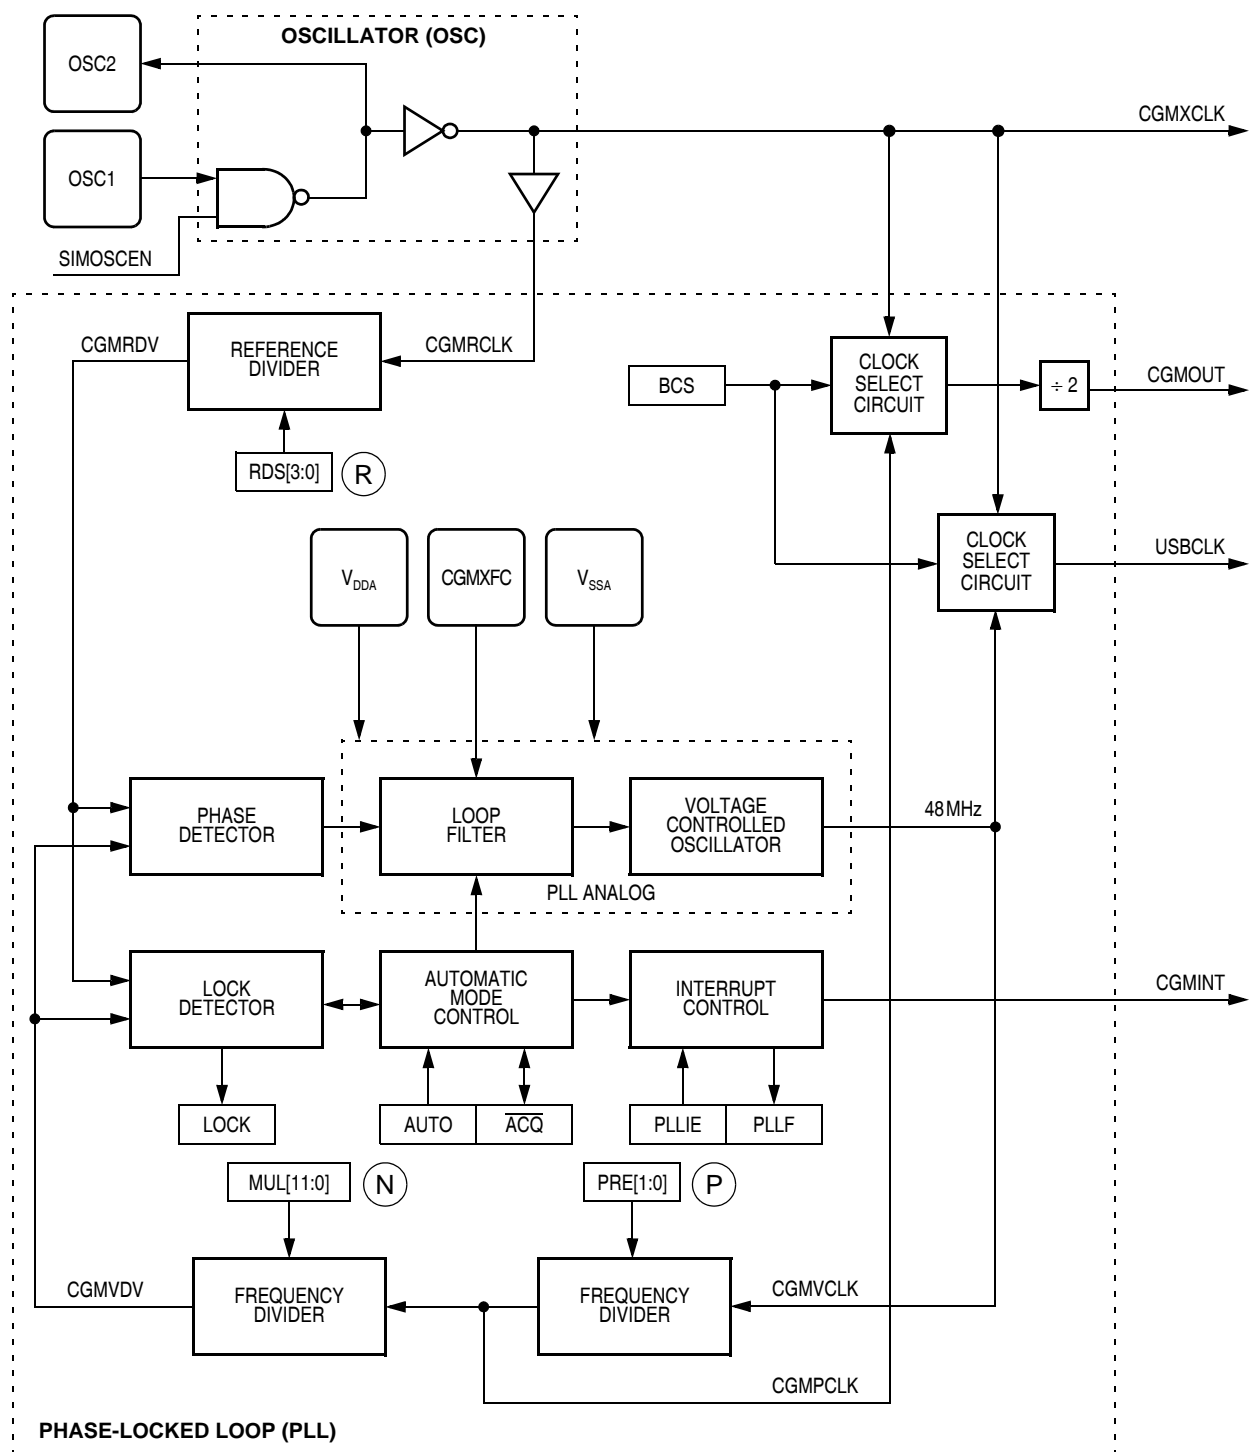 OSCILLATOR (OSC)
OSC2
CGMXCLK
OSC1
SIMOSCEN
CGMRDV
REFERENCE
DIVIDER
CGMRCLK
CLOCK
SELECT
CIRCUIT
BCS
÷ 2
CGMOUT
RDS[3:0]
R
CLOCK
SELECT
CIRCUIT
USBCLK
VDDA
CGMXFC
VSSA
PHASE
DETECTOR
LOOP
FILTER
VOLTAGE
CONTROLLED
OSCILLATOR
48MHz
PLL ANALOG
LOCK
DETECTOR
AUTOMATIC
MODE
CONTROL
INTERRUPT
CONTROL
CGMINT
LOCK
AUTO
A̅C̅Q̅
PLLIE
PLLF
MUL[11:0]
N
PRE[1:0]
P
CGMVDV
FREQUENCY
DIVIDER
FREQUENCY
DIVIDER
CGMVCLK
CGMPCLK
PHASE-LOCKED LOOP (PLL)